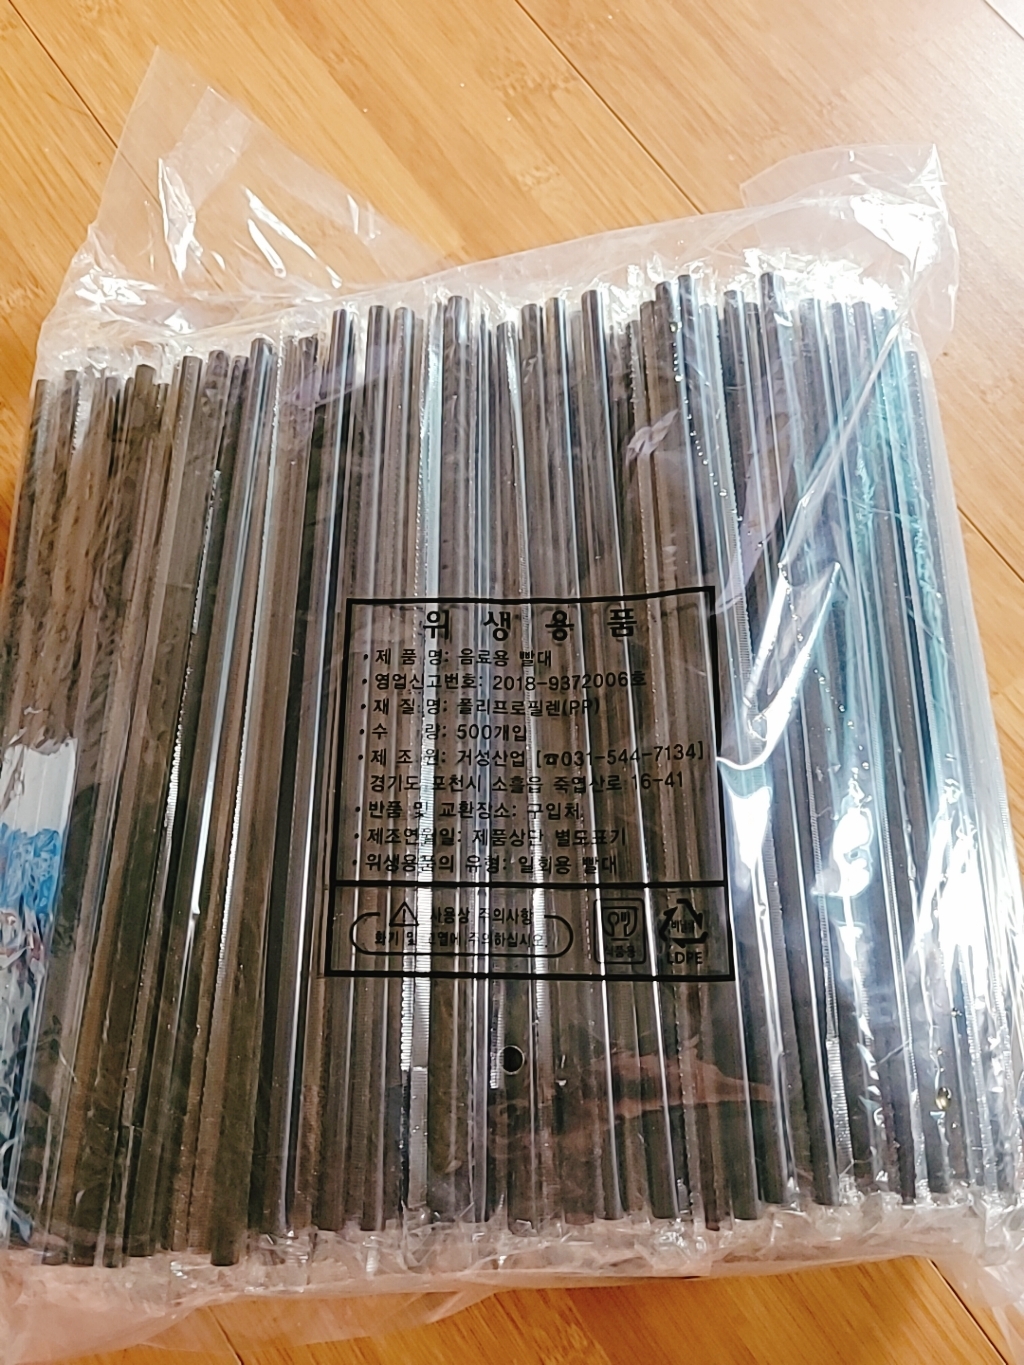 위 생 용 품
• 제 품 명: 음료용 빨대
• 영업신고번호: 2018-9372006호
• 재 질 명: 폴리프로필렌(PP)
• 수 량: 500개입
• 제 조 원: 거성산업 [☎031-544-7134]
경기도 포천시 소흘읍 죽엽산로 16-41
• 반품 및 교환장소: 구입처
• 제조연월일: 제품상단 별도표기
• 위생용품의 유형: 일회용 빨대
⚠ 사용상 주의사항
화기 및 고열에 주의하십시오.
식품용
비닐류
LDPE